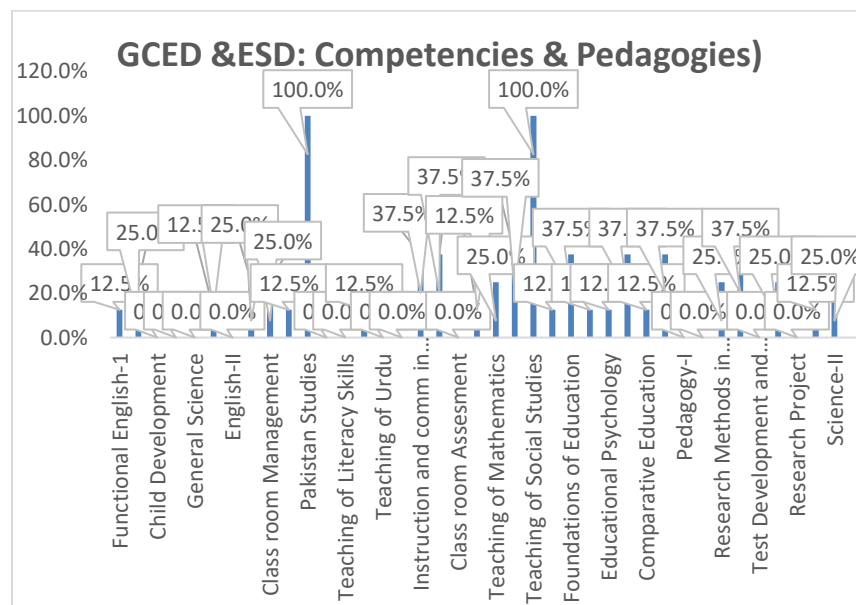 GCED &ESD: Competencies & Pedagogies)
120.0%
100.0%
80.0%
60.0%
40.0%
20.0%
0.0%
12.5%
25.0%
0.0%
12.5%
0.0%
25.0%
25.0%
12.5%
100.0%
0.0%
12.5%
0.0%
37.5%
0.0%
37.5%
12.5%
0.0%
25.0%
37.5%
100.0%
37.5%
37.5%
12.5%
37.5%
0.0%
37.5%
0.0%
0.0%
12.5%
25.0%
Functional English-1
Child Development
General Science
English-II
Class room Management
Pakistan Studies
Teaching of Literacy Skills
Teaching of Urdu
Instruction and comm in...
Class room Assesment
Teaching of Mathematics
Teaching of Social Studies
Foundations of Education
Educational Psychology
Comparative Education
Pedagogy-I
Research Methods in...
Test Development and...
Research Project
Science-II